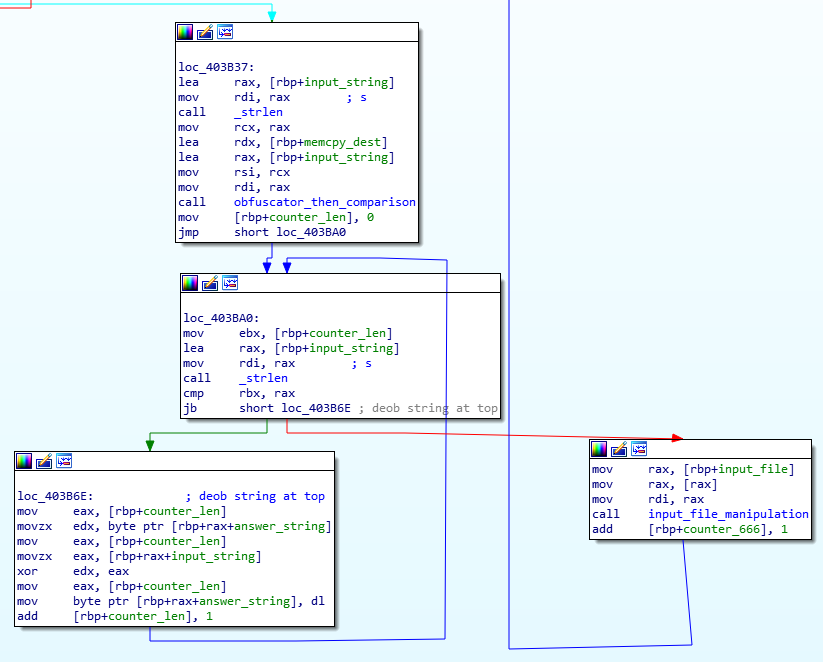 loc_403B37:
lea rax, [rbp+input_string]
mov rdi, rax ; s
call _strlen
mov rcx, rax
lea rdx, [rbp+memcpy_dest]
lea rax, [rbp+input_string]
mov rsi, rcx
mov rdi, rax
call obfuscator_then_comparison
mov [rbp+counter_len], 0
jmp short loc_403BA0
loc_403BA0:
mov ebx, [rbp+counter_len]
lea rax, [rbp+input_string]
mov rdi, rax ; s
call _strlen
cmp rbx, rax
jb short loc_403B6E ; deob string at top
loc_403B6E: ; deob string at top
mov eax, [rbp+counter_len]
movzx edx, byte ptr [rbp+rax+answer_string]
mov eax, [rbp+counter_len]
movzx eax, [rbp+rax+input_string]
xor edx, eax
mov eax, [rbp+counter_len]
mov byte ptr [rbp+rax+answer_string], dl
add [rbp+counter_len], 1
mov rax, [rbp+input_file]
mov rax, [rax]
mov rdi, rax
call input_file_manipulation
add [rbp+counter_666], 1